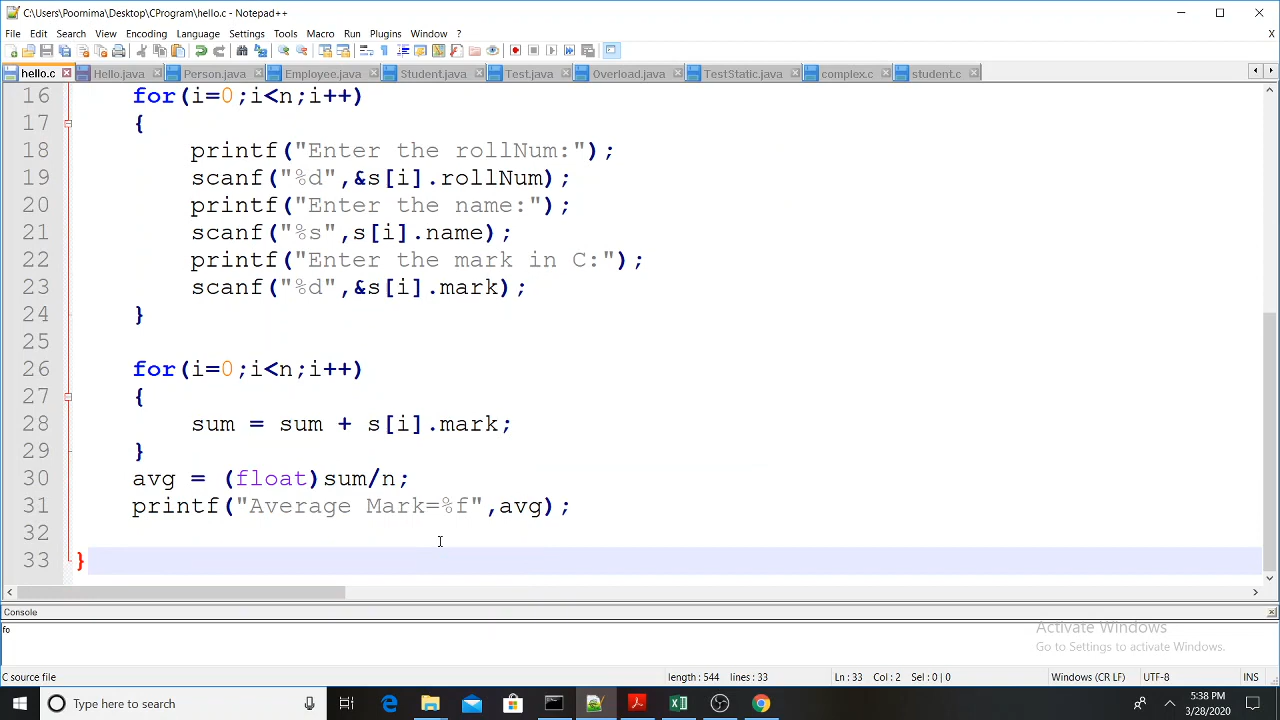 C:\Users\Poornima\Desktop\CProgram\hello.c - Notepad++
File Edit Search View Encoding Language Settings Tools Macro Run Plugins Window ? X
hello.c Hello.java Person.java Employee.java Student.java Test.java Overload.java TestStatic.java complex.c student.c
16 for(i=0;i<n;i++)
17 {
18 printf("Enter the rollNum:");
19 scanf("%d",&s[i].rollNum);
20 printf("Enter the name:");
21 scanf("%s",s[i].name);
22 printf("Enter the mark in C:");
23 scanf("%d",&s[i].mark);
24 }
25
26 for(i=0;i<n;i++)
27 {
28 sum = sum + s[i].mark;
29 }
30 avg = (float)sum/n;
31 printf("Average Mark=%f",avg);
32
33 }
Console
fo
Activate Windows
Go to Settings to activate Windows.
C source file length : 544 lines : 33 Ln : 33 Col : 2 Sel : 0 | 0 Windows (CR LF) UTF-8 INS
Type here to search
5:38 PM
3/28/2020